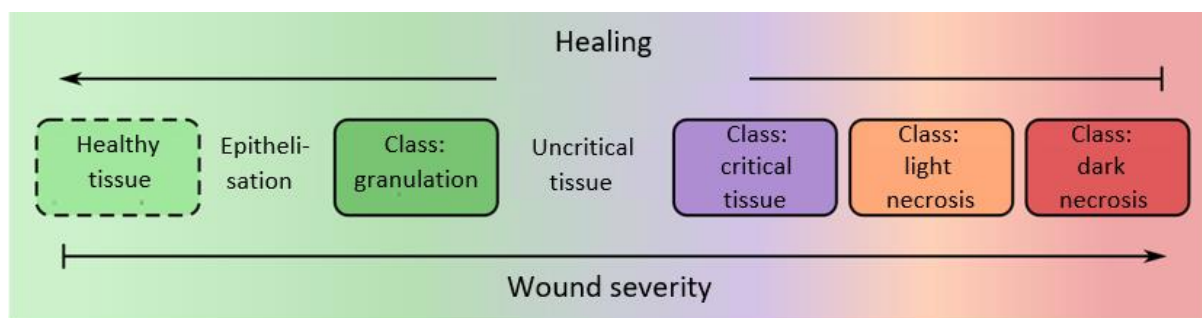 Healing
Healthy
tissue
Epitheli-
sation
Class:
granulation
Uncritical
tissue
Class:
critical
tissue
Class:
light
necrosis
Class:
dark
necrosis
Wound severity